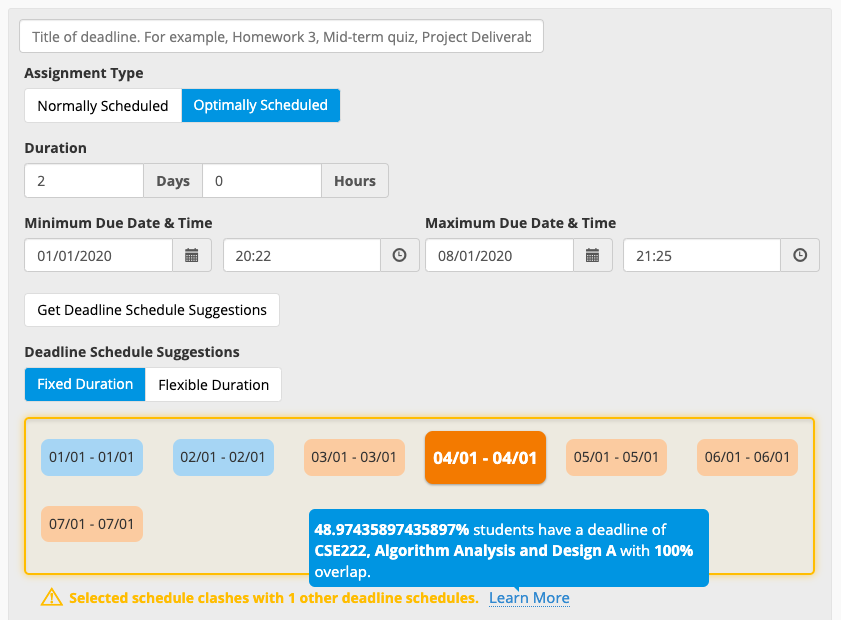 Title of deadline. For example, Homework 3, Mid-term quiz, Project Deliverab
Assignment Type
Normally Scheduled Optimally Scheduled
Duration
2 Days 0 Hours
Minimum Due Date & Time Maximum Due Date & Time
01/01/2020 20:22 08/01/2020 21:25
Get Deadline Schedule Suggestions
Deadline Schedule Suggestions
Fixed Duration Flexible Duration
01/01 - 01/01 02/01 - 02/01 03/01 - 03/01 04/01 - 04/01 05/01 - 05/01 06/01 - 06/01
07/01 - 07/01
48.97435897435897% students have a deadline of
CSE222, Algorithm Analysis and Design A with 100%
overlap.
Selected schedule clashes with 1 other deadline schedules. Learn More